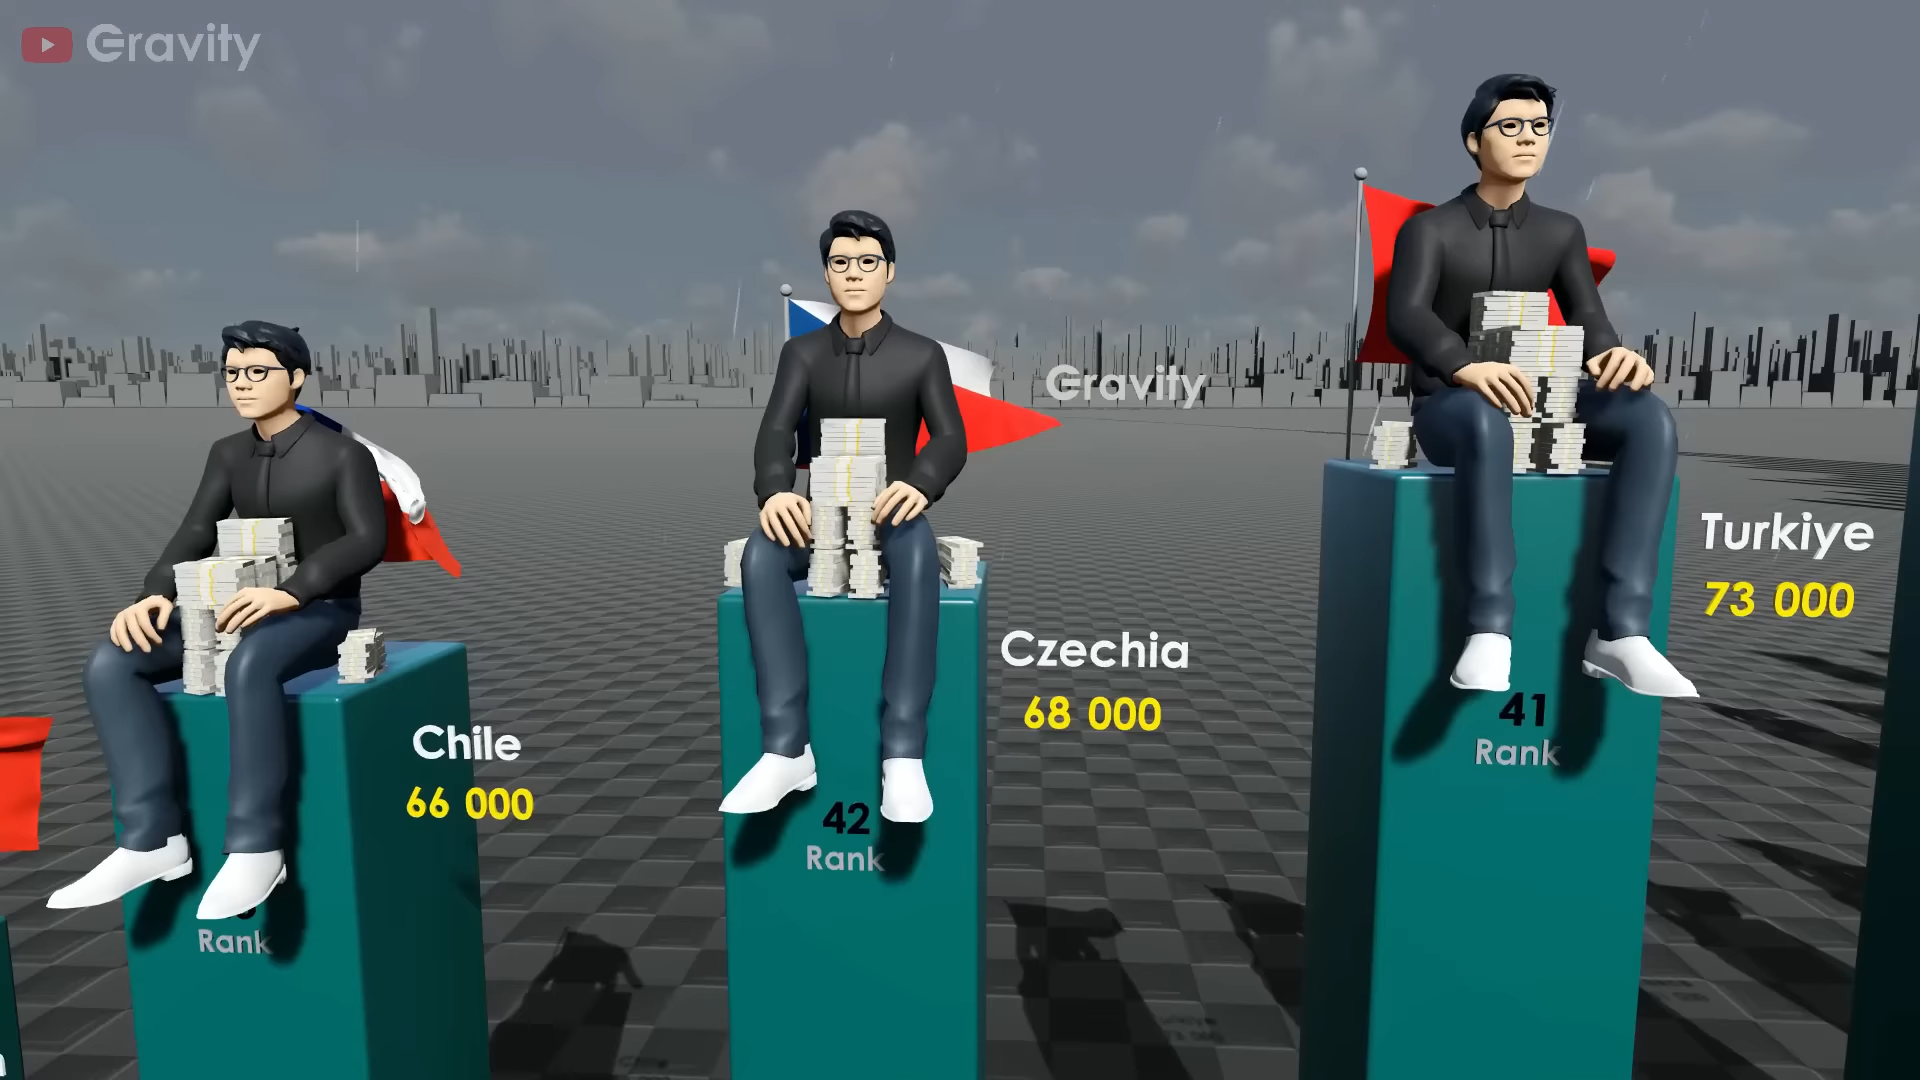 Gravity
Gravity
Turkiye
73 000
Czechia
68 000
41
Rank
Chile
66 000
42
Rank
Rank